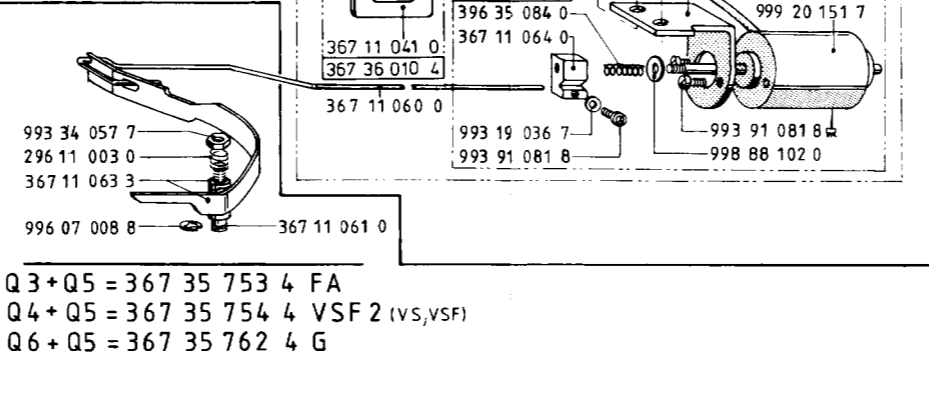 396 35 084 0
999 20 151 7
367 11 064 0
367 11 041 0
367 36 010 4
367 11 060 0
993 34 057 7
993 19 036 7
993 91 081 8
296 11 003 0
993 91 081 8
998 88 102 0
367 11 063 3
996 07 008 8
367 11 061 0
Q3+Q5 = 367 35 753 4 FA
Q4+Q5 = 367 35 754 4 VSF2 (VS,VSF)
Q6+Q5 = 367 35 762 4 G